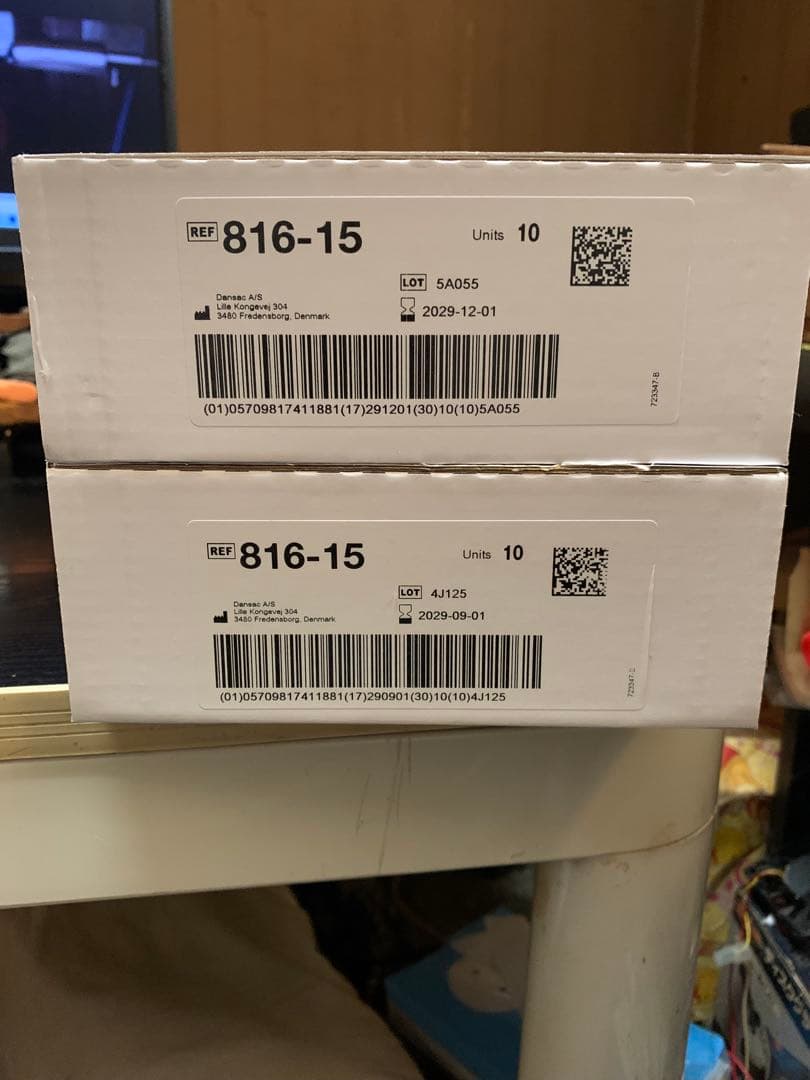 REF 816-15
Units 10
LOT 5A055
2029-12-01
Dansac A/S
Lille Kongevej 304
3480 Fredensborg, Denmark
(01)05709817411881(17)291201(30)10(10)5A055
723347-B
REF 816-15
Units 10
LOT 4J125
2029-09-01
Dansac A/S
Lille Kongevej 304
3480 Fredensborg, Denmark
(01)05709817411881(17)290901(30)10(10)4J125